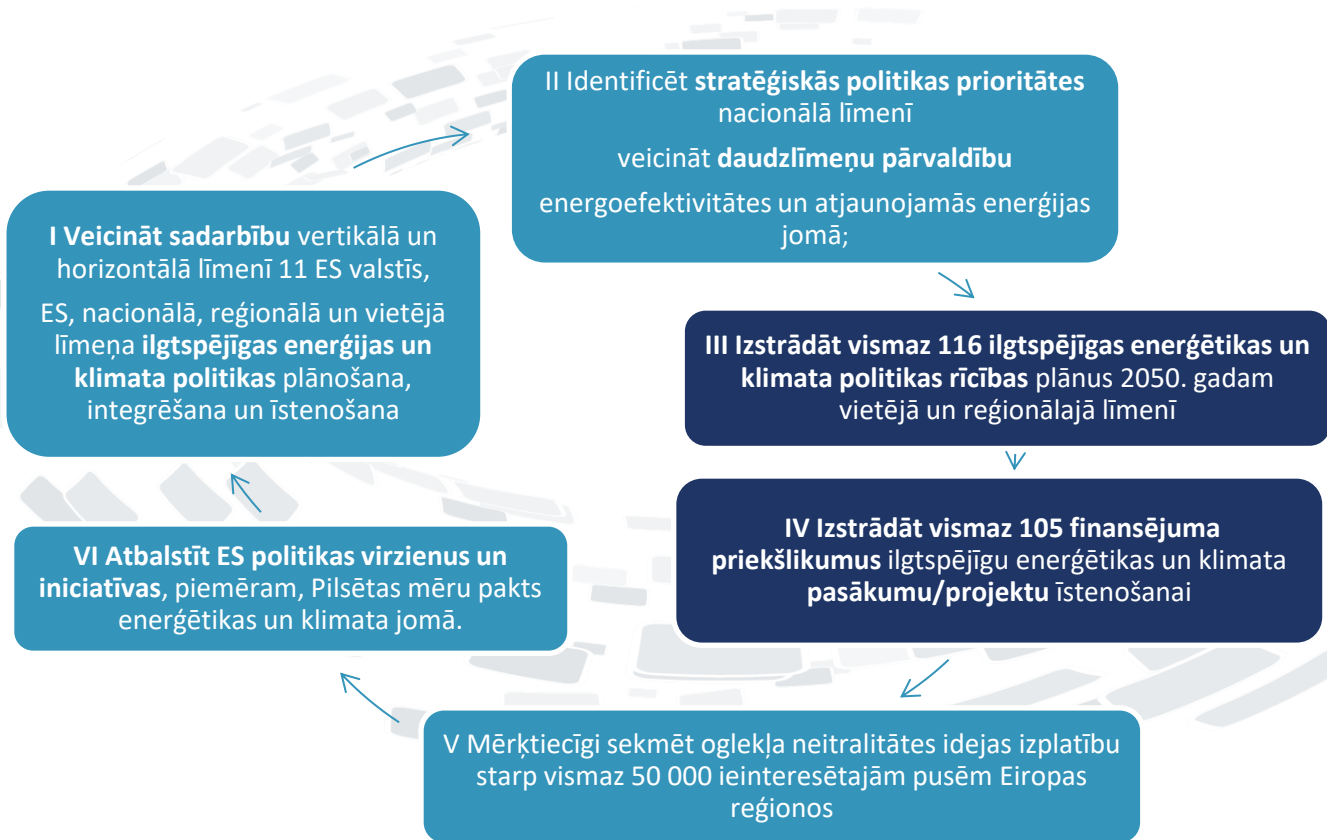 I Veicināt sadarbību vertikālā un
horizontālā līmenī 11 ES valstīs,
ES, nacionālā, reģionālā un vietējā
līmeņa ilgtspējīgas enerģijas un
klimata politikas plānošana,
integrēšana un īstenošana
II Identificēt stratēģiskās politikas prioritātes
nacionālā līmenī
veicināt daudzlīmeņu pārvaldību
energoefektivitātes un atjaunojamās enerģijas
jomā;
III Izstrādāt vismaz 116 ilgtspējīgas enerģētikas un
klimata politikas rīcības plānus 2050. gadam
vietējā un reģionālajā līmenī
IV Izstrādāt vismaz 105 finansējuma
priekšlikumus ilgtspējīgu enerģētikas un klimata
pasākumu/projektu īstenošanai
V Mērķtiecīgi sekmēt oglekļa neitralitātes idejas izplatību
starp vismaz 50 000 ieinteresētajām pusēm Eiropas
reģionos
VI Atbalstīt ES politikas virzienus un
iniciatīvas, piemēram, Pilsētas mēru pakts
enerģētikas un klimata jomā.